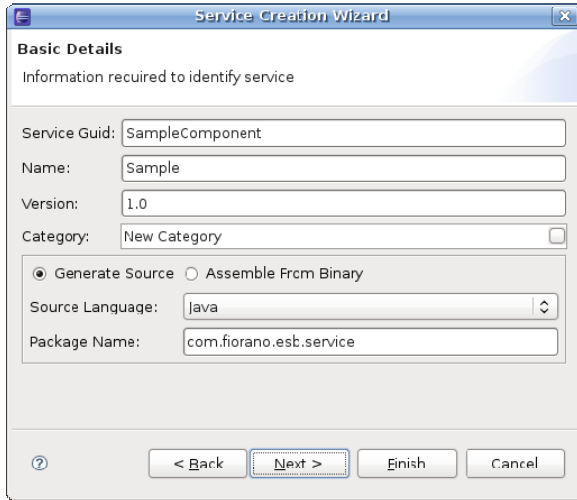 Service Creation Wizard
Basic Details
Information recuired to identify service
Service Guid: SampleComponent
Name: Sample
Version: 1.0
Category: New Category
Generate Source Assemble Frcm Binary
Source Language: Java
Package Name: com.fiorano.esb.service
? < Back Next > Finish Cancel